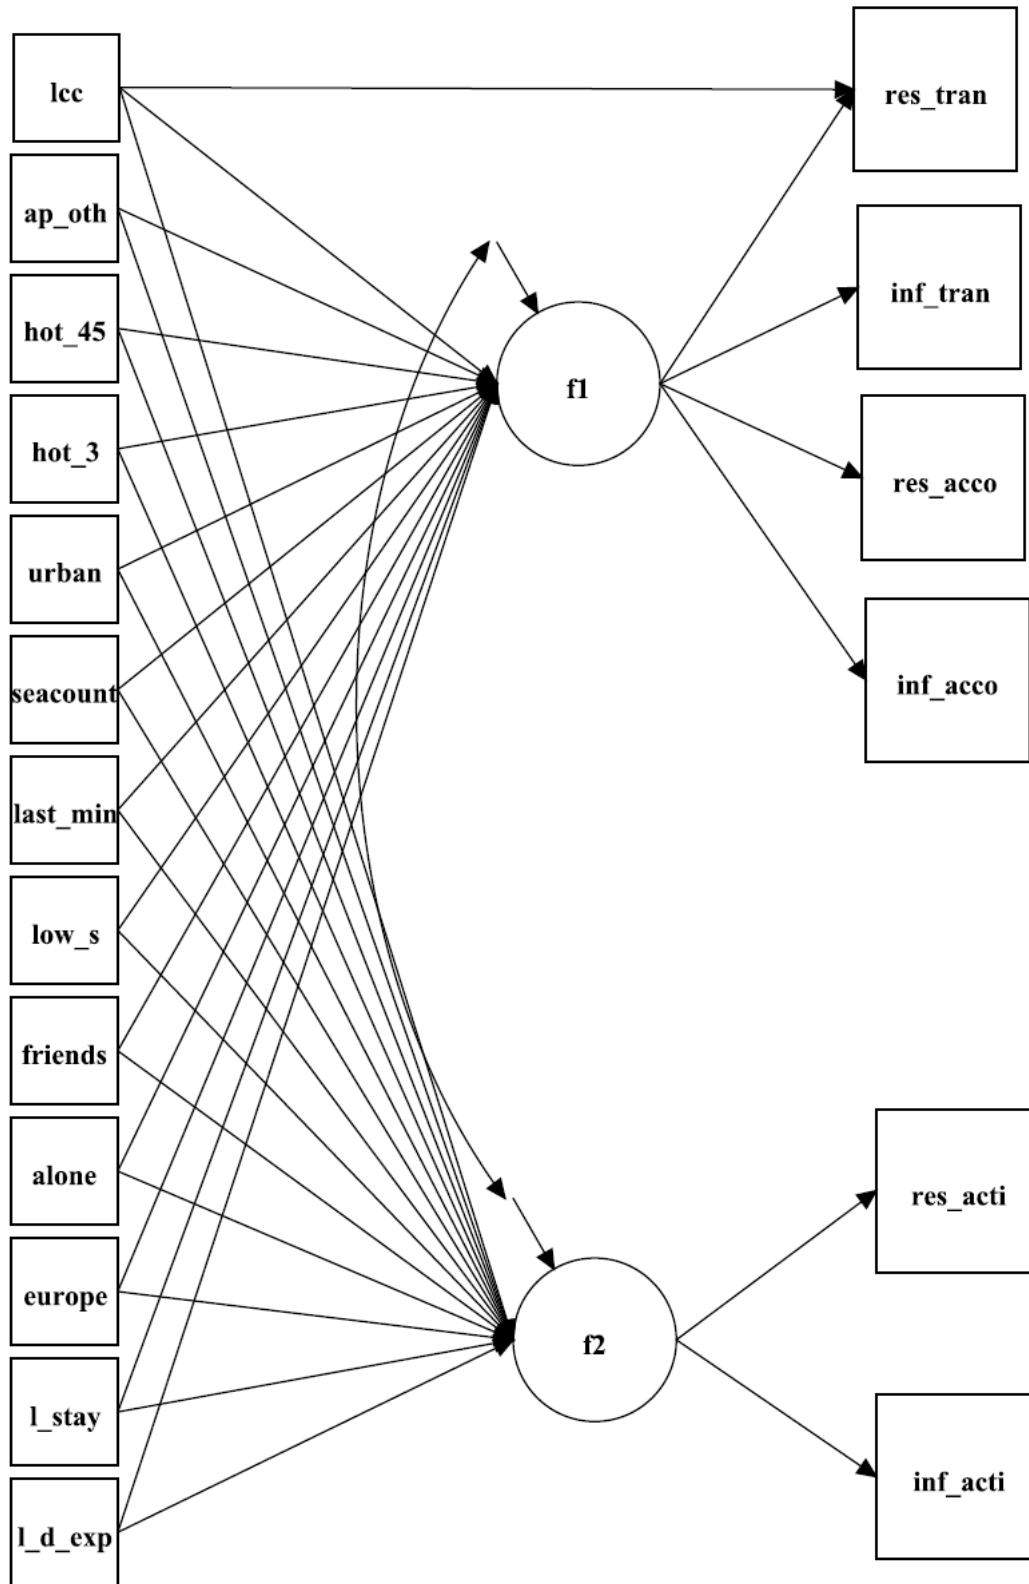 lcc
ap_oth
hot_45
hot_3
urban
seacount
last_min
low_s
friends
alone
europe
l_stay
l_d_exp
f1
f2
res_tran
inf_tran
res_acco
inf_acco
res_acti
inf_acti